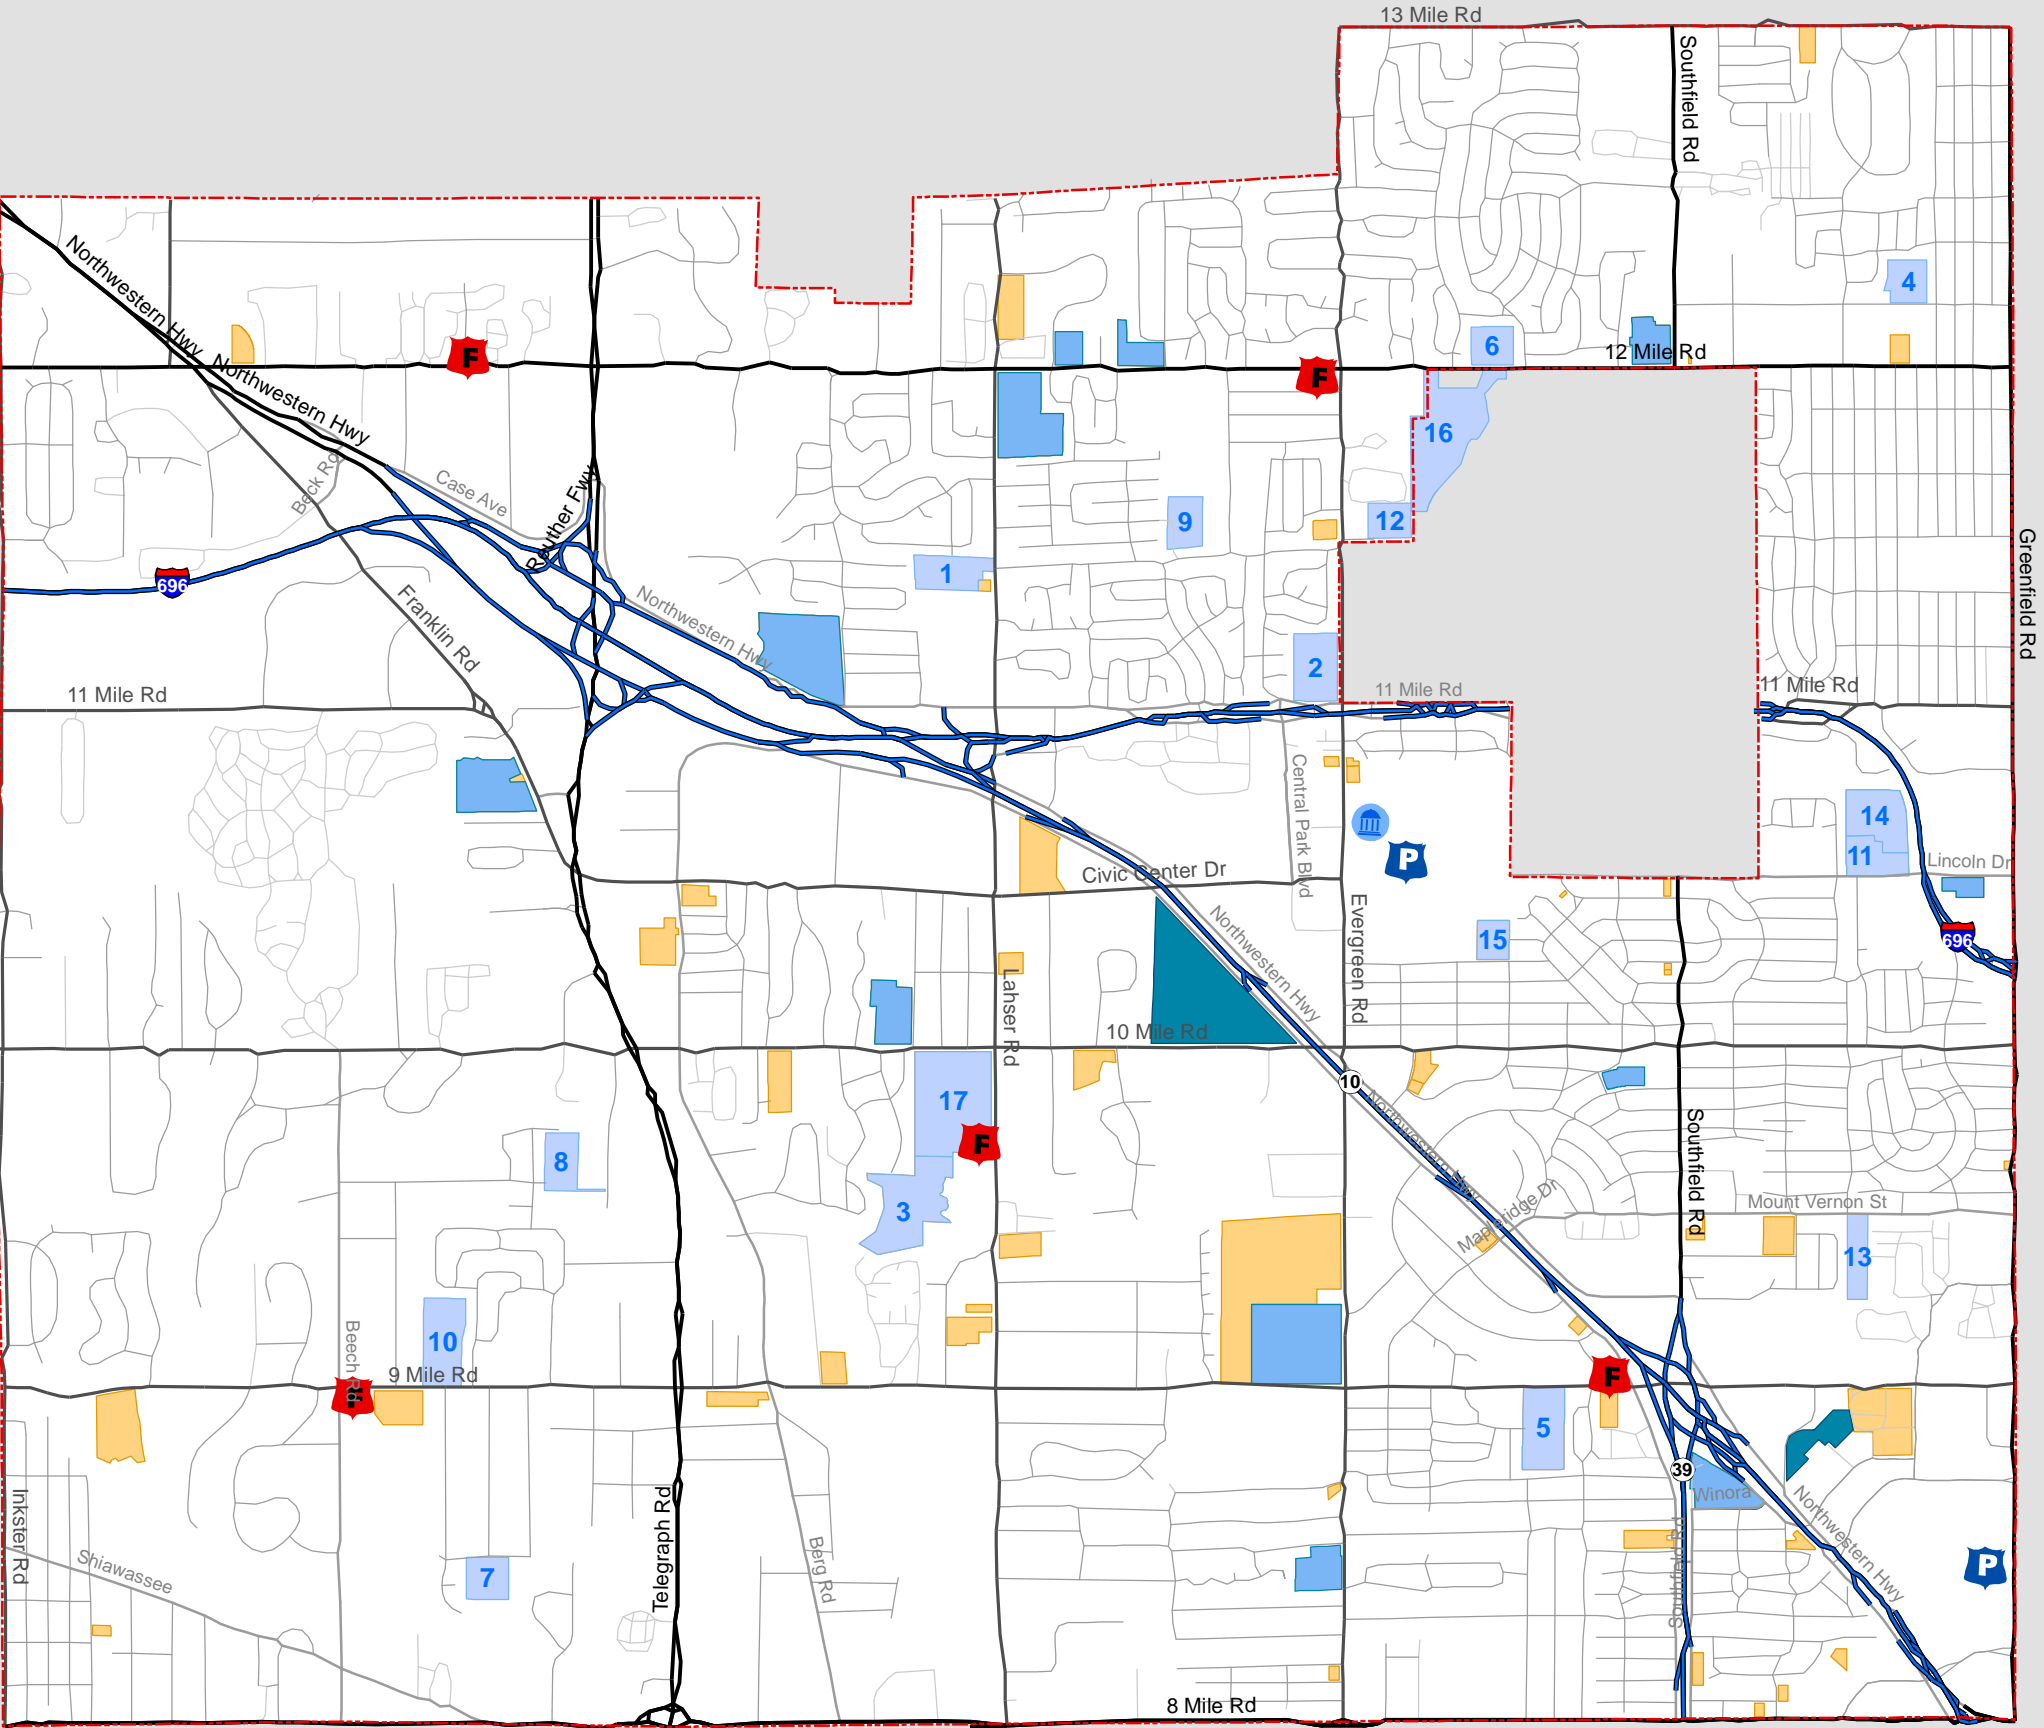 13 Mile Rd
Southfield Rd
Northwestern Hwy
Northwestern Hwy
4
6
12 Mile Rd
F
F
16
Beck Rd
Case Ave
Reuther Fwy
9
12
Greenfield Rd
696
1
Franklin Rd
Northwestern Hwy
2
11 Mile Rd
11 Mile Rd
11 Mile Rd
Central Park Blvd
14
11
Lincoln Dr
P
Civic Center Dr
Evergreen Rd
Northwestern Hwy
15
696
Lahser Rd
10 Mile Rd
10
17
F
Northwestern Hwy
Southfield Rd
8
3
Mapleridge Dr
Mount Vernon St
13
10
Beech Rd
9 Mile Rd
F
F
5
39
Winora
Inkster Rd
Shiawassee
7
Telegraph Rd
Berg Rd
Southfield Rd
Northwestern Hwy
P
8 Mile Rd